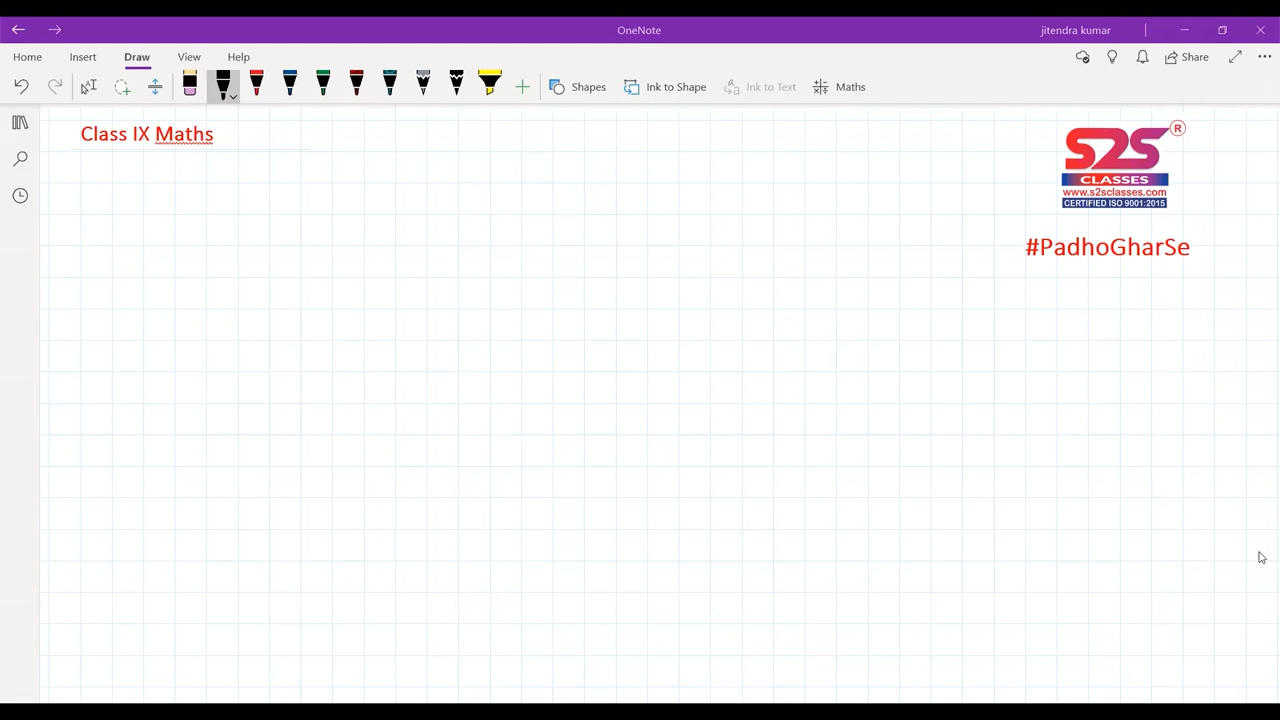 OneNote
jitendra kumar
Home Insert Draw View Help
Share
Shapes Ink to Shape Ink to Text Maths
Class IX Maths
S2S ®
CLASSES
www.s2sclasses.com
CERTIFIED ISO 9001:2015
#PadhoGharSe